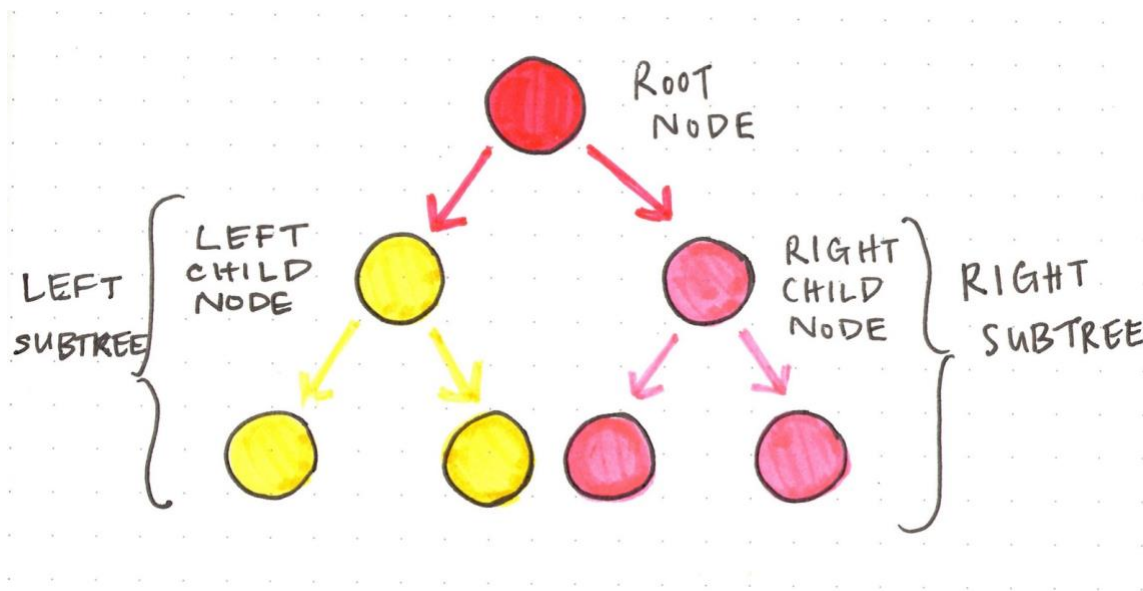 ROOT
NODE
LEFT
CHILD
NODE
LEFT
SUBTREE
RIGHT
CHILD
NODE
RIGHT
SUBTREE